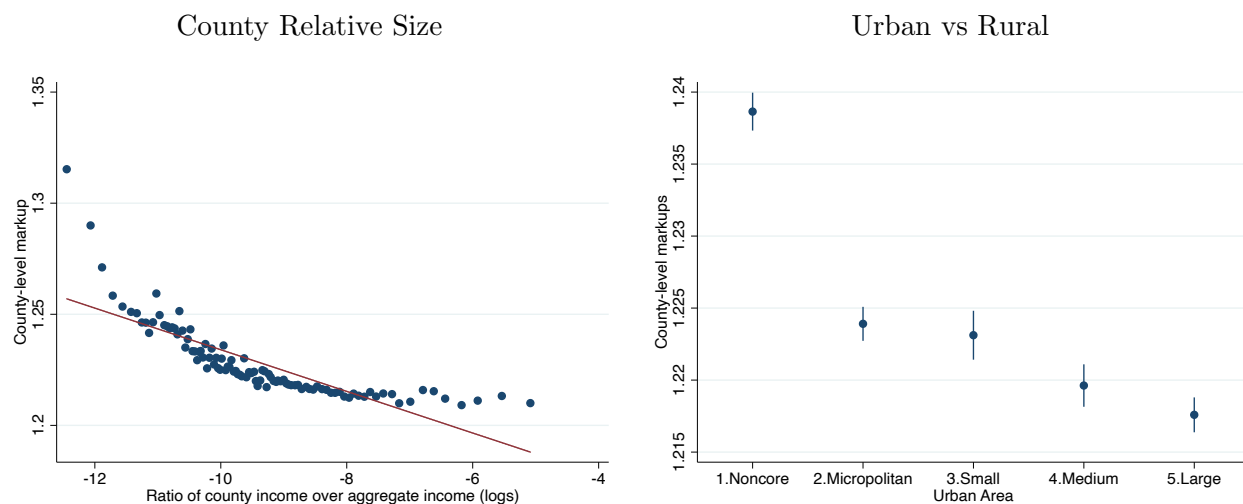 County Relative Size
County-level markup
1.35
1.3
1.25
1.2
-12 -10 -8 -6 -4
Ratio of county income over aggregate income (logs)
Urban vs Rural
County-level markups
1.24
1.235
1.23
1.225
1.22
1.215
1.Noncore 2.Micropolitan 3.Small 4.Medium 5.Large
Urban Area